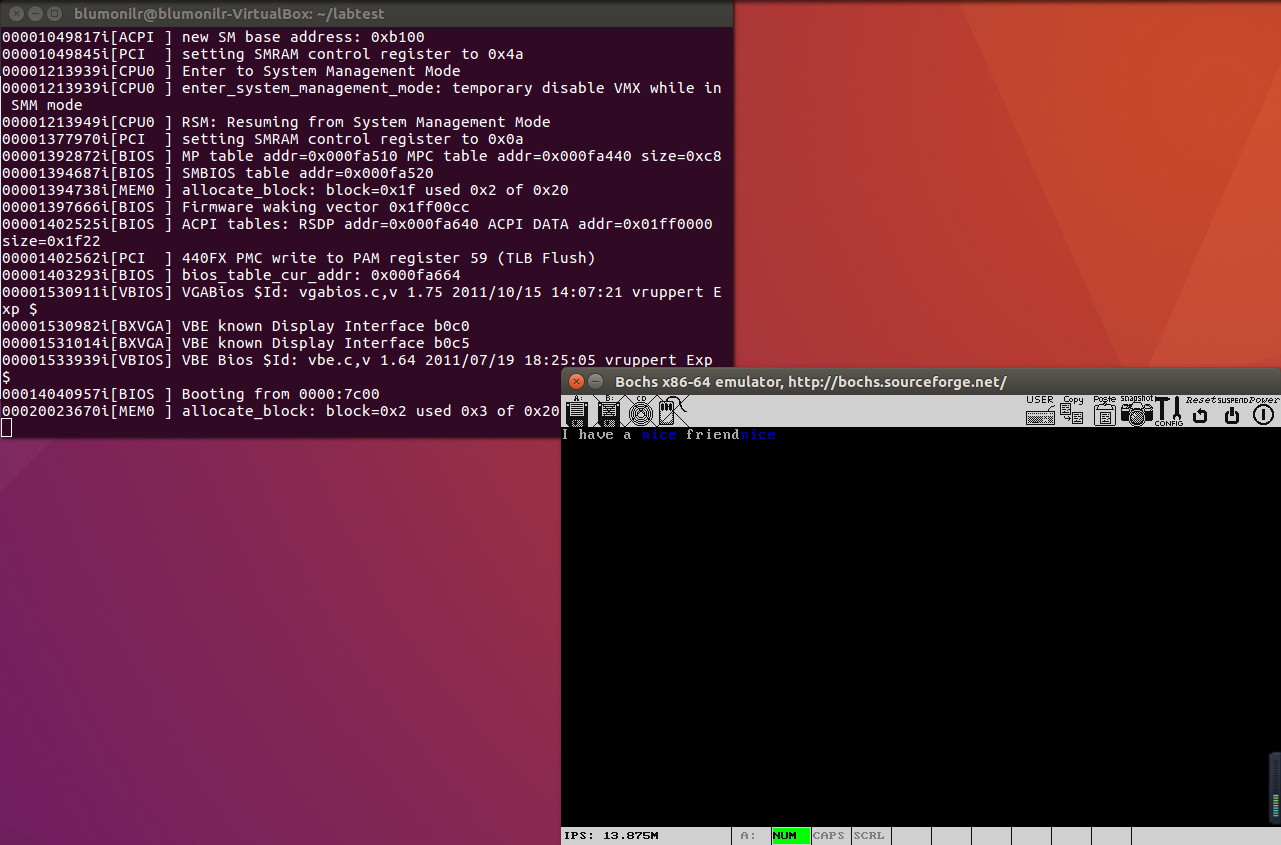 blumonilr@blumonilr-VirtualBox: ~/labtest
00001049817i[ACPI ] new SM base address: 0xb100
00001049845i[PCI  ] setting SMRAM control register to 0x4a
00001213939i[CPU0 ] Enter to System Management Mode
00001213939i[CPU0 ] enter_system_management_mode: temporary disable VMX while in
 SMM mode
00001213949i[CPU0 ] RSM: Resuming from System Management Mode
00001377970i[PCI  ] setting SMRAM control register to 0x0a
00001392872i[BIOS ] MP table addr=0x000fa510 MPC table addr=0x000fa440 size=0xc8
00001394687i[BIOS ] SMBIOS table addr=0x000fa520
00001394738i[MEM0 ] allocate_block: block=0x1f used 0x2 of 0x20
00001397666i[BIOS ] Firmware waking vector 0x1ff00cc
00001402525i[BIOS ] ACPI tables: RSDP addr=0x000fa640 ACPI DATA addr=0x01ff0000
size=0x1f22
00001402562i[PCI  ] 440FX PMC write to PAM register 59 (TLB Flush)
00001403293i[BIOS ] bios_table_cur_addr: 0x000fa664
00001530911i[VBIOS] VGABios $Id: vgabios.c,v 1.75 2011/10/15 14:07:21 vruppert E
xp $
00001530982i[BXVGA] VBE known Display Interface b0c0
00001531014i[BXVGA] VBE known Display Interface b0c5
00001533939i[VBIOS] VBE Bios $Id: vbe.c,v 1.64 2011/07/19 18:25:05 vruppert Exp
$
00014040957i[BIOS ] Booting from 0000:7c00
00020023670i[MEM0 ] allocate_block: block=0x2 used 0x3 of 0x20
Bochs x86-64 emulator, http://bochs.sourceforge.net/
A: B: CD USER Copy Paste snapshot CONFIG Reset SUSPEND Power
I have a nice friendnice
IPS: 13.875M A: NUM CAPS SCRL